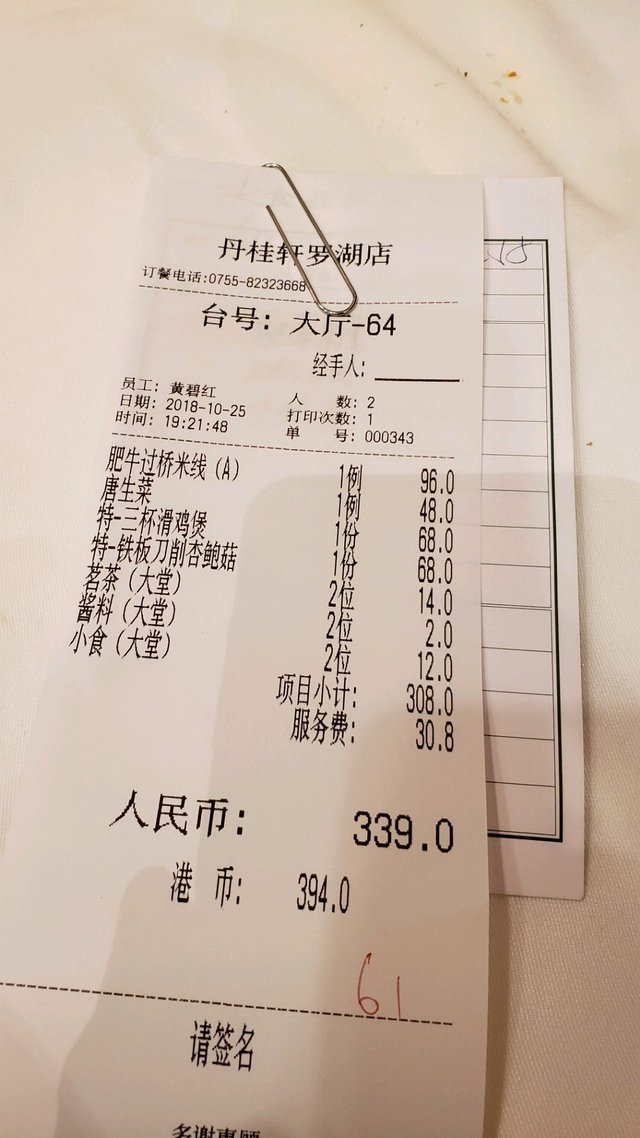 丹桂轩罗湖店
订餐电话:0755-82323668
台号: 大厅-64
经手人:
员工: 黄碧红 人 数: 2
日期: 2018-10-25 打印次数: 1
时间: 19:21:48 单 号: 000343
肥牛过桥米线(A) 1例 96.0
唐生菜 1例 48.0
特-三杯滑鸡煲 1份 68.0
特-铁板刀削杏鲍菇 1份 68.0
茗茶(大堂) 2位 14.0
酱料(大堂) 2位 2.0
小食(大堂) 2位 12.0
项目小计: 308.0
服务费: 30.8
人民币: 339.0
港 币: 394.0
61
请签名
多谢惠顾